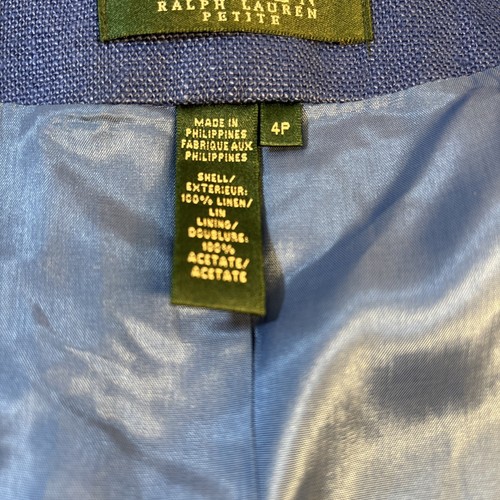 RALPH LAUREN
PETITE
MADE IN
PHILIPPINES
FABRIQUE AUX
PHILIPPINES
4P
SHELL/
EXTERIEUR:
100% LINEN/
LIN
LINING/
DOUBLURE:
100%
ACETATE/
ACETATE